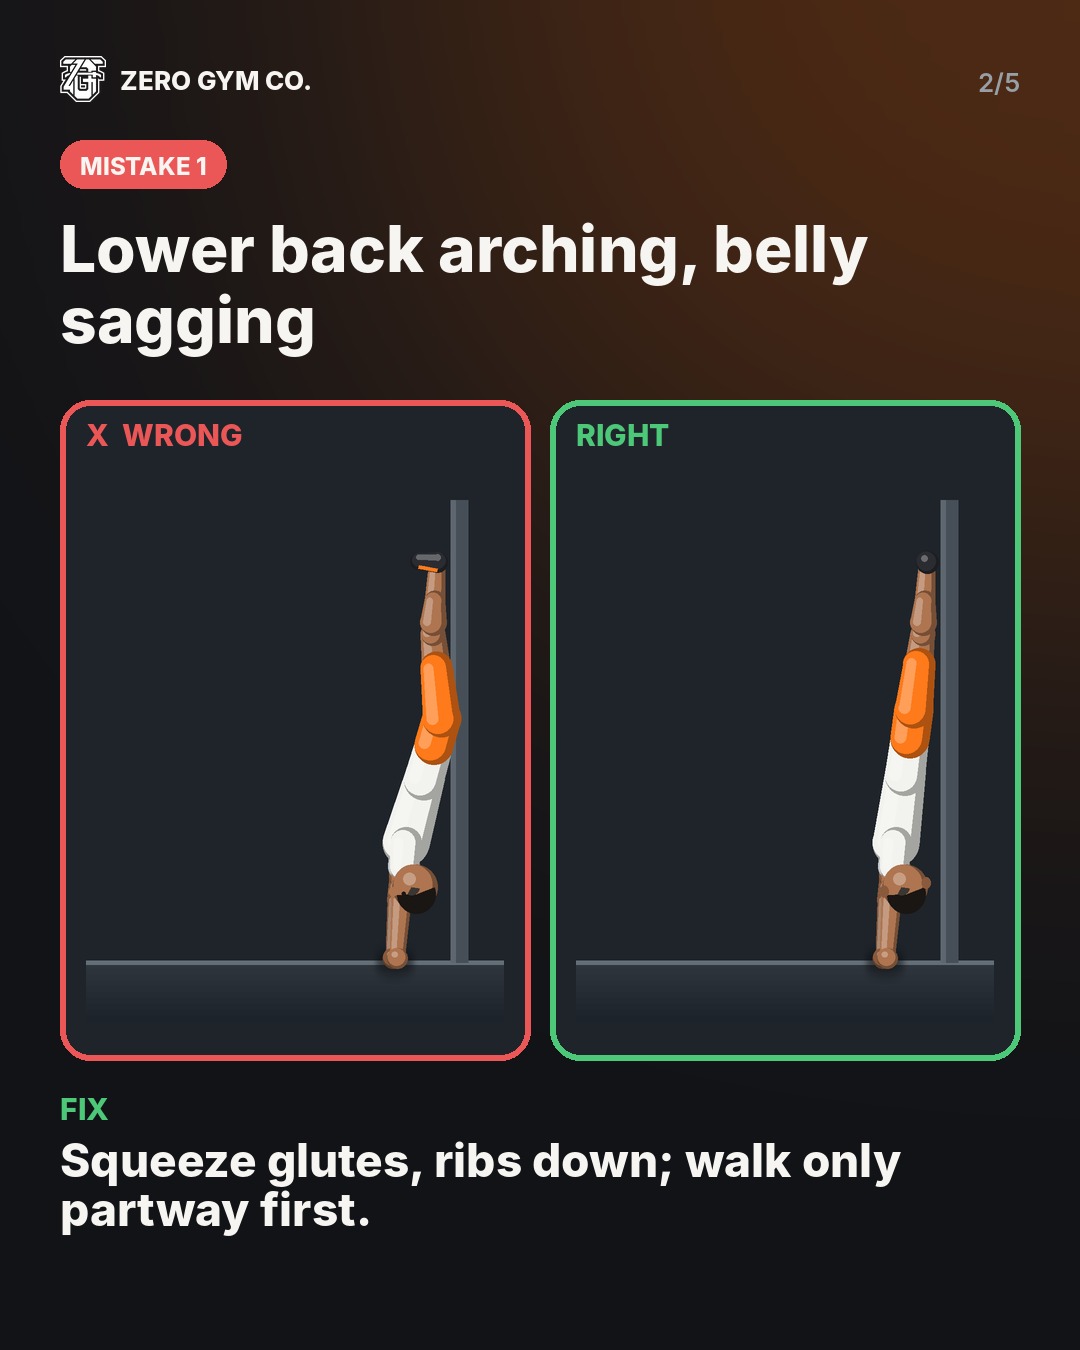 ZERO GYM CO.
2/5
MISTAKE 1
Lower back arching, belly
sagging
X WRONG
RIGHT
FIX
Squeeze glutes, ribs down; walk only
partway first.